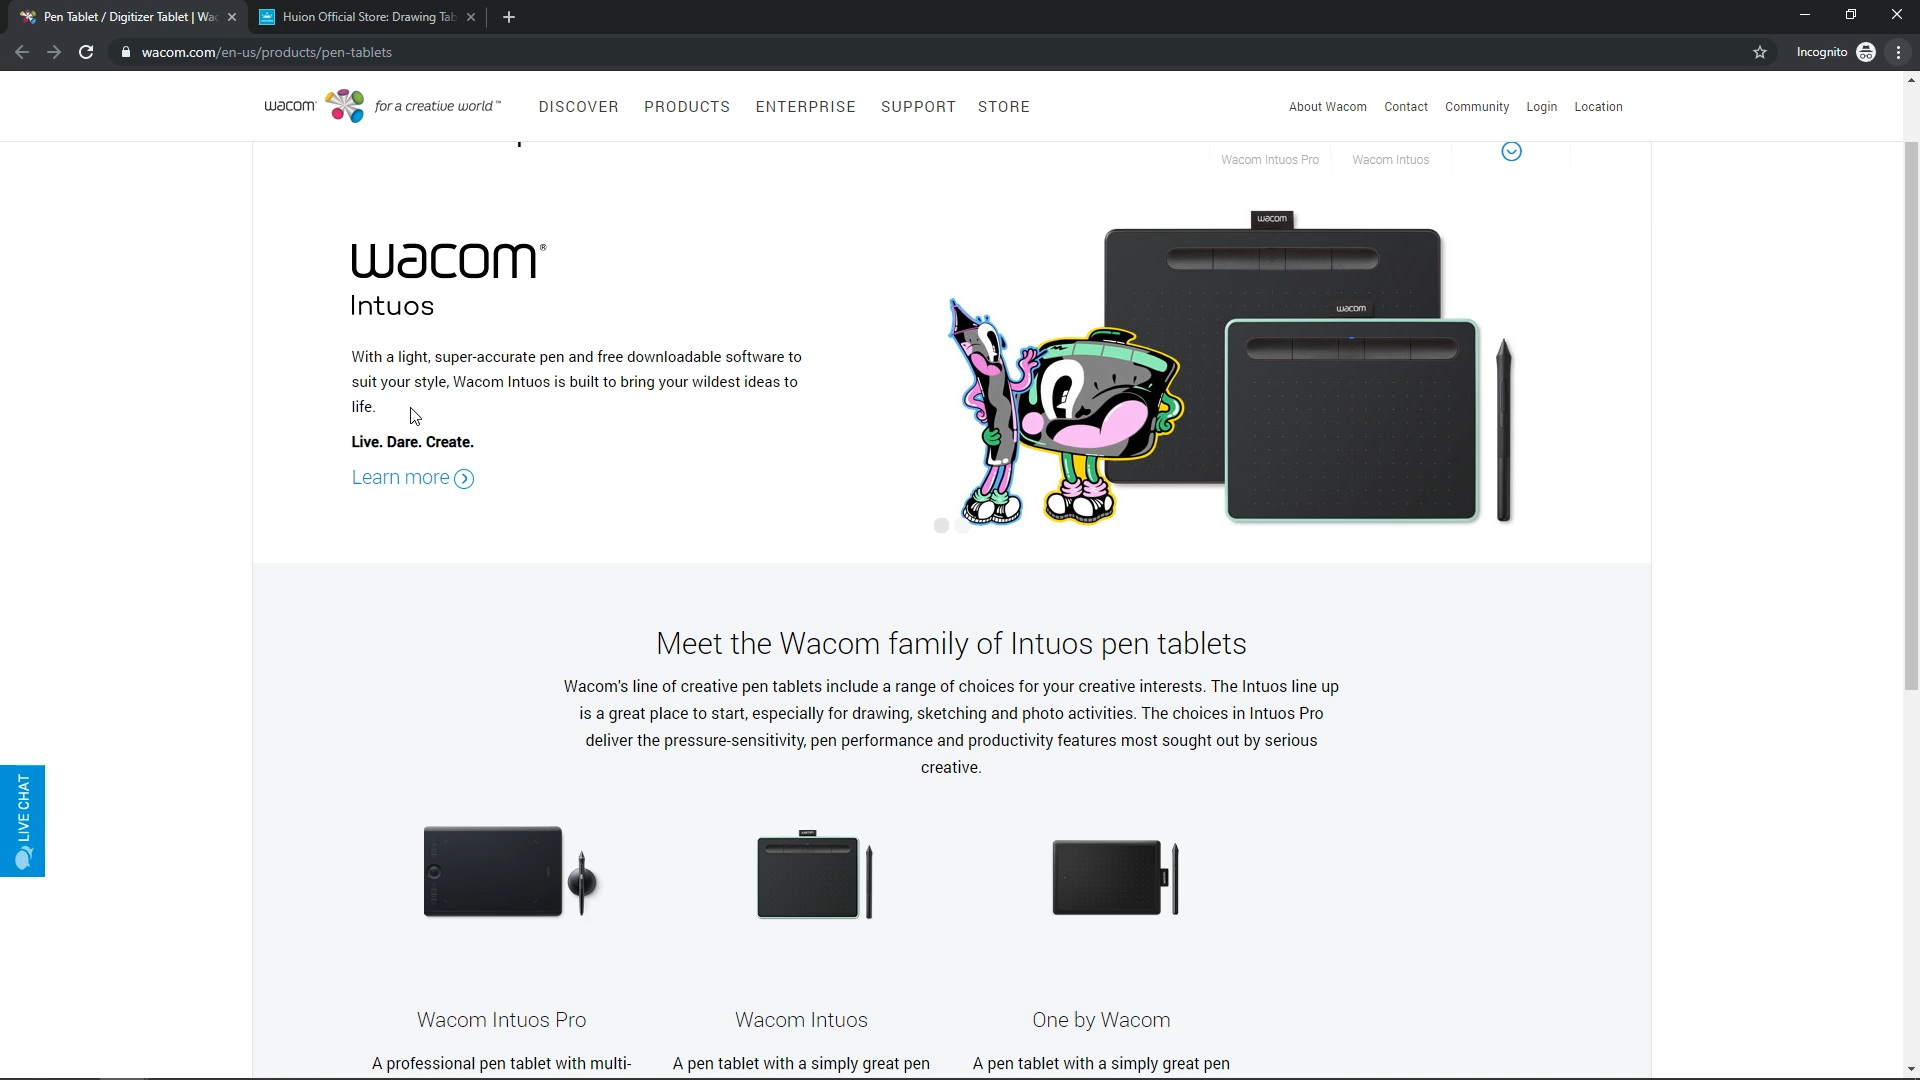 Pen Tablet / Digitizer Tablet | Wac
Huion Official Store: Drawing Tab
wacom.com/en-us/products/pen-tablets
Incognito
wacom
for a creative world™
DISCOVER
PRODUCTS
ENTERPRISE
SUPPORT
STORE
About Wacom
Contact
Community
Login
Location
Wacom Intuos Pro
Wacom Intuos
wacom®
Intuos
With a light, super-accurate pen and free downloadable software to
suit your style, Wacom Intuos is built to bring your wildest ideas to
life.
Live. Dare. Create.
Learn more
wacom
wacom
Meet the Wacom family of Intuos pen tablets
Wacom's line of creative pen tablets include a range of choices for your creative interests. The Intuos line up
is a great place to start, especially for drawing, sketching and photo activities. The choices in Intuos Pro
deliver the pressure-sensitivity, pen performance and productivity features most sought out by serious
creative.
LIVE CHAT
Wacom Intuos Pro
Wacom Intuos
One by Wacom
A professional pen tablet with multi-
A pen tablet with a simply great pen
A pen tablet with a simply great pen